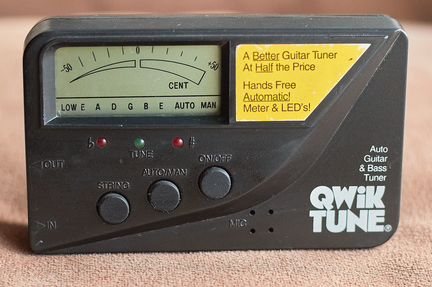 -50 0 +50
CENT
LOW E A D G B E AUTO MAN
A Better Guitar Tuner
At Half the Price
Hands Free
Automatic!
Meter & LED's!
♭ ♯
TUNE
OUT
STRING
AUTO/MAN
ON/OFF
IN
MIC
Auto
Guitar
& Bass
Tuner
QWIK
TUNE®